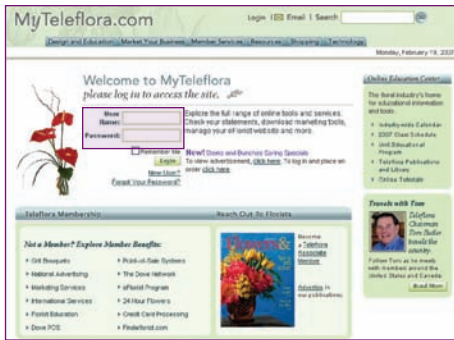 MyTeleflora.com
Login | Email | Search
Design and Education | Market Your Business | Member Services | Resources | Shopping | Technology
Monday, February 19, 200
Welcome to MyTeleflora
please log in to access the site.
User Name:
Password:
Remember Me
Login
New User?
Forgot Your Password?
Explore the full range of online tools and services.
Check your statements, download marketing tools,
manage your eFlorist website and more.
New! Dome and Bunches Spring Specials
To view advertisement, click here. To log in and place an
order click here.
Online Education Center
The floral industry's home
for educational information
and tools.
Industrywide Calendar
2007 Class Schedule
Unit Educational
Program
Teleflora Publications
and Library
Online Tutorials
Travels with Tom
Teleflora
Chairman
Tom Butler
travels the
country.
Follow Tom as he meets
with members around the
United States and Canada.
Read More
Teleflora Membership
Not a Member? Explore Member Benefits:
Gift Bouquets
National Advertising
Marketing Services
International Services
Florist Education
Dove POS
Point-of-Sale Systems
The Dove Network
eFlorist Program
24 Hour Flowers
Credit Card Processing
Findaflorist.com
Reach Out To Florists
Flowers&
Become
a Teleflora
Associate
Member
Advertise in
our publications